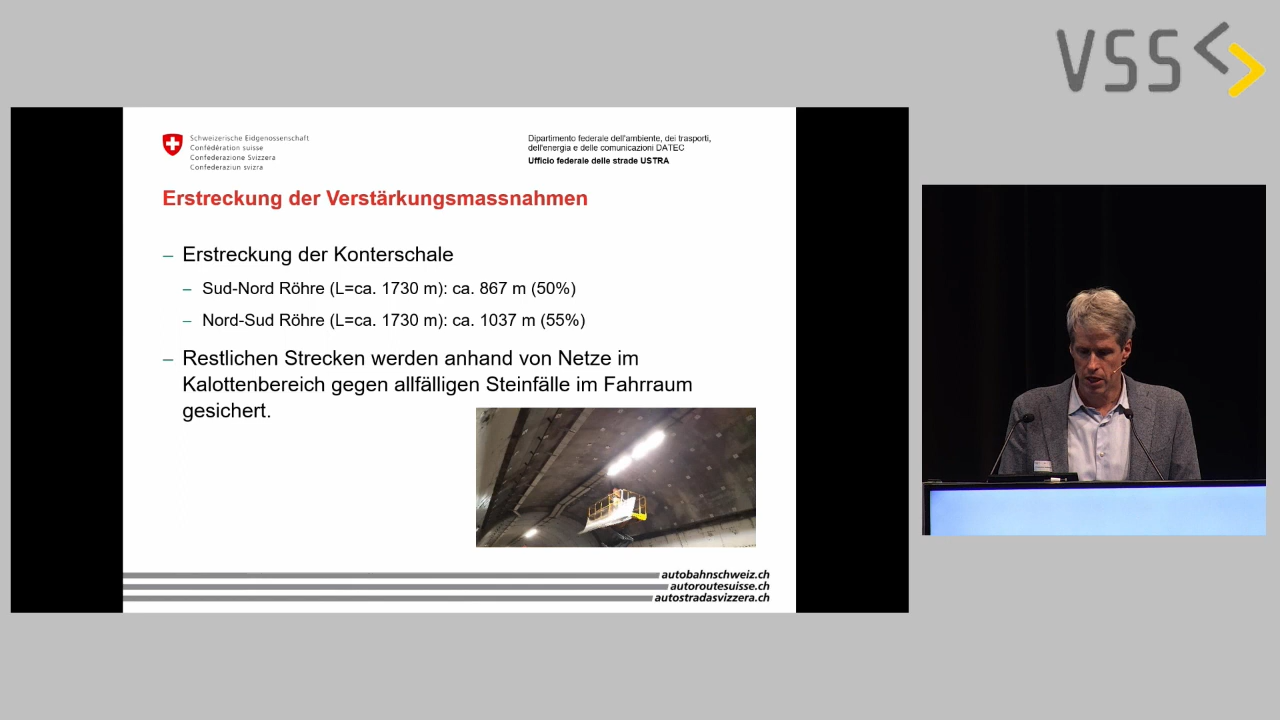 VSS
Schweizerische Eidgenossenschaft
Confédération suisse
Confederazione Svizzera
Confederaziun svizra
Dipartimento federale dell'ambiente, dei trasporti,
dell'energia e delle comunicazioni DATEC
Ufficio federale delle strade USTRA
Erstreckung der Verstärkungsmassnahmen
– Erstreckung der Konterschale
– Sud-Nord Röhre (L=ca. 1730 m): ca. 867 m (50%)
– Nord-Sud Röhre (L=ca. 1730 m): ca. 1037 m (55%)
– Restlichen Strecken werden anhand von Netze im
Kalottenbereich gegen allfälligen Steinfälle im Fahrraum
gesichert.
autobahnschweiz.ch
autoroutesuisse.ch
autostradasvizzera.ch